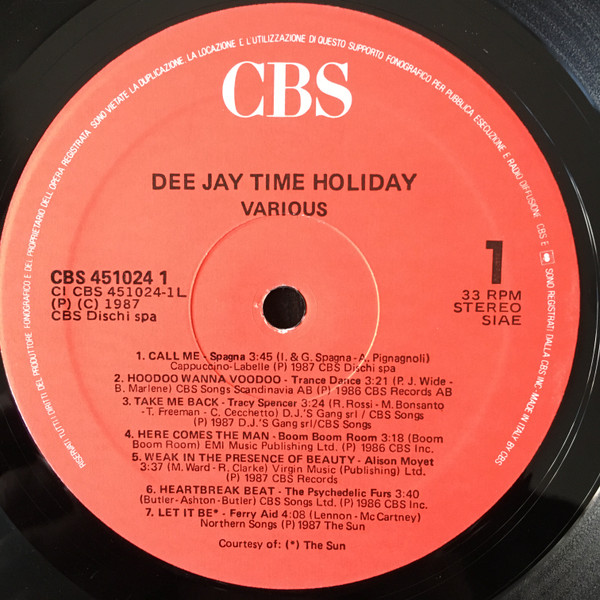 RISERVATI TUTTI I DIRITTI DEL PRODUTTORE FONOGRAFICO E DEL PROPRIETARIO DELL'OPERA REGISTRATA. SONO VIETATE LA DUPLICAZIONE, LA LOCAZIONE E L'UTILIZZAZIONE DI QUESTO SUPPORTO FONOGRAFICO PER PUBBLICA ESECUZIONE E RADIO DIFFUSIONE CBS E SONO REGISTRATI DALLA CBS INC. MADE IN ITALY BY CBS
CBS
DEE JAY TIME HOLIDAY
VARIOUS
CBS 451024 1
CI CBS 451024-1L
(P) (C) 1987
CBS Dischi spa
1
33 RPM
STEREO
SIAE
1. CALL ME - Spagna 3:45 (I. & G. Spagna - A. Pignagnoli)
Cappuccino-Labelle (P) 1987 CBS Dischi spa
2. HOODOO WANNA VOODOO - Trance Dance 3:21 (P. J. Wide -
B. Marlene) CBS Songs Scandinavia AB (P) 1986 CBS Records AB
3. TAKE ME BACK - Tracy Spencer 3:24 (R. Rossi - M. Bonsanto
- T. Freeman - C. Cecchetto) D.J.'S Gang srl / CBS Songs
(P) 1987 D.J.'S Gang srl/CBS Songs
4. HERE COMES THE MAN - Boom Boom Room 3:18 (Boom
Boom Room) EMI Music Publishing Ltd. (P) 1986 CBS Inc.
5. WEAK IN THE PRESENCE OF BEAUTY - Alison Moyet
3:37 (M. Ward - R. Clarke) Virgin Music (Publishing) Ltd.
(P) 1987 CBS Records
6. HEARTBREAK BEAT - The Psychedelic Furs 3:40
(Butler-Ashton-Butler) CBS Songs Ltd. (P) 1986 CBS Inc.
7. LET IT BE* - Ferry Aid 4:08 (Lennon - McCartney)
Northern Songs (P) 1987 The Sun
Courtesy of: (*) The Sun